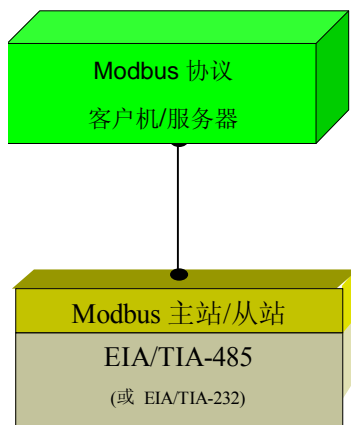 Modbus 协议
客户机/服务器
Modbus 主站/从站
EIA/TIA-485
(或 EIA/TIA-232)